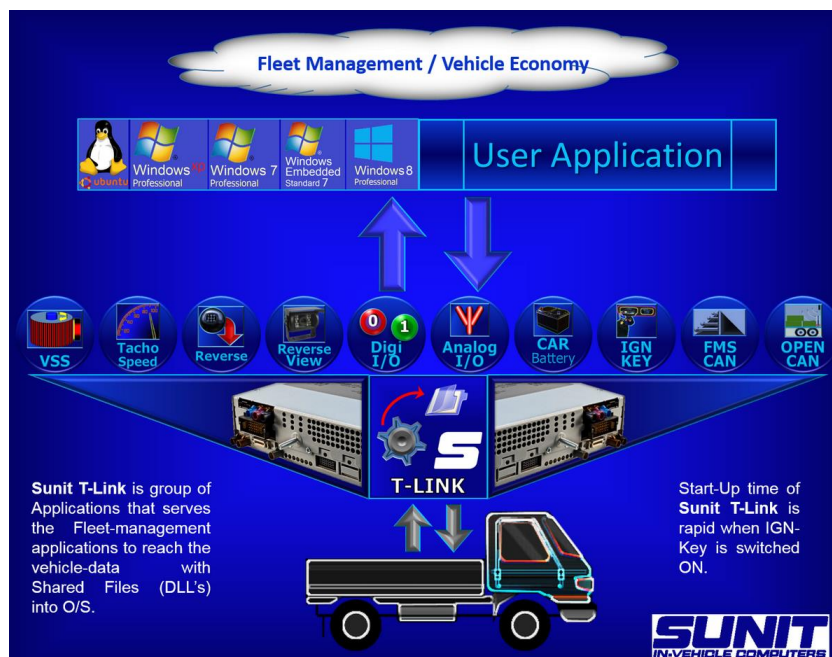 Fleet Management / Vehicle Economy
ubuntu
Windows XP
Professional
Windows 7
Professional
Windows
Embedded
Standard 7
Windows 8
Professional
User Application
VSS
Tacho
Speed
Reverse
Reverse
View
0
1
Digi
I/O
Analog
I/O
CAR
Battery
IGN
KEY
FMS
CAN
OPEN
CAN
S
T-LINK
Sunit T-Link is group of
Applications that serves
the Fleet-management
applications to reach the
vehicle-data with
Shared Files (DLL's)
into O/S.
Start-Up time of
Sunit T-Link is
rapid when IGN-
Key is switched
ON.
SUNIT
IN-VEHICLE COMPUTERS